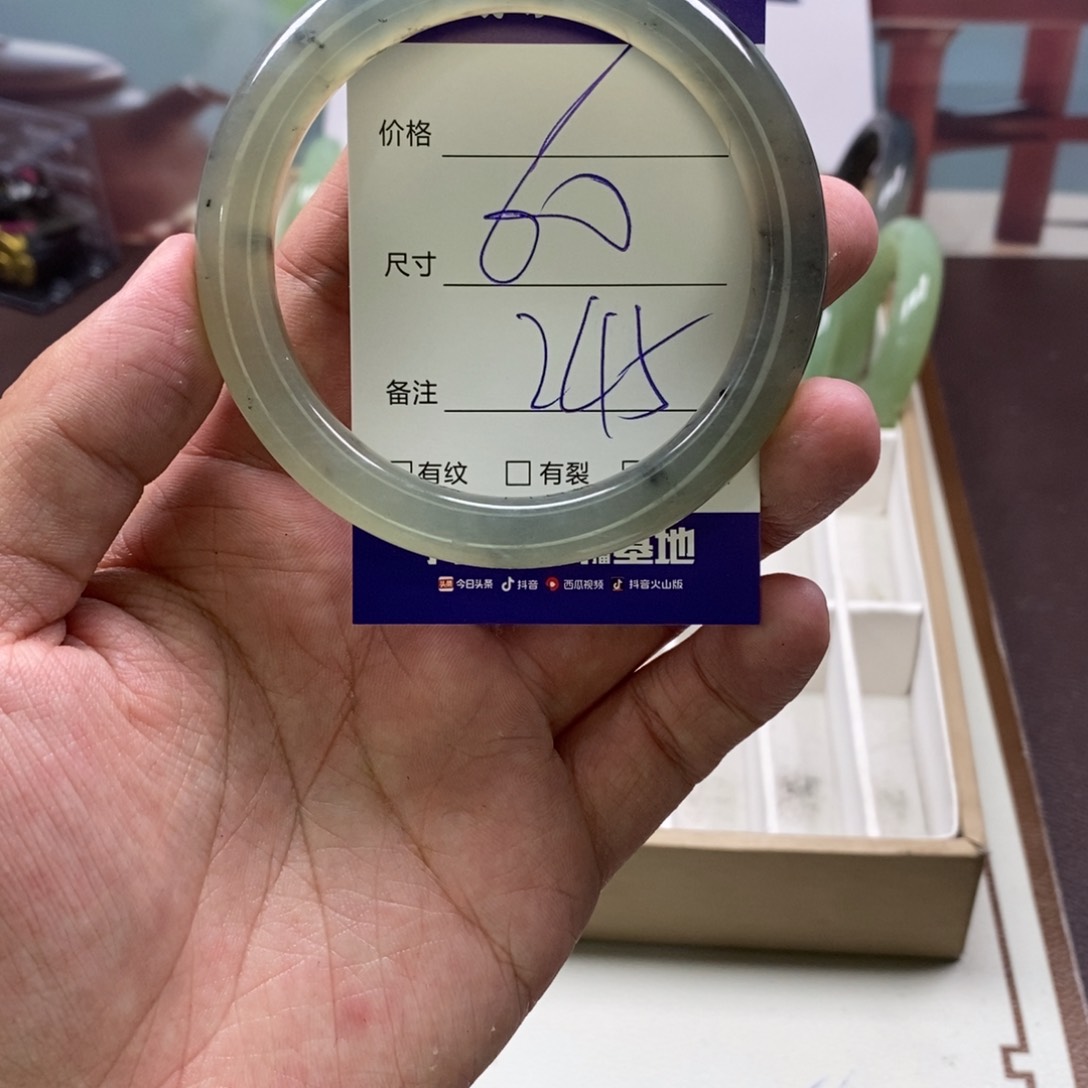 价格
尺寸 60
备注 245
有纹 有裂
播基地
今日头条 抖音 西瓜视频 抖音火山版